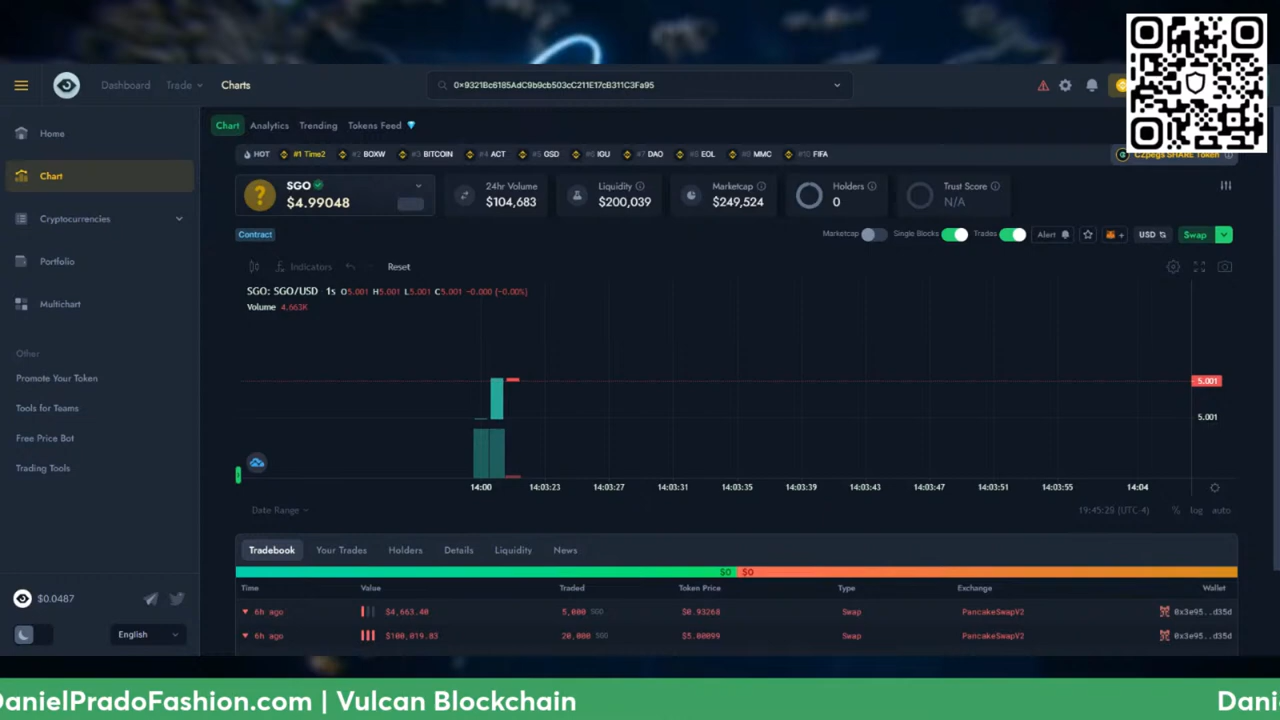 Dashboard Trade Charts
0x9321Bc6185AdC9b9cb503cC211E17cB311C3Fa95
Home
Chart
Cryptocurrencies
Portfolio
Multichart
Other
Promote Your Token
Tools for Teams
Free Price Bot
Trading Tools
$0.0487
English
Chart Analytics Trending Tokens Feed
HOT #1 Time2 #2 BOXW #3 BITCOIN #4 ACT #5 GSD #6 IGU #7 DAO #8 EOL #9 MMC #10 FIFA
CZpegs SHARE Token
SGO
$4.99048
24hr Volume
$104,683
Liquidity
$200,039
Marketcap
$249,524
Holders
0
Trust Score
N/A
Contract
Marketcap Single Blocks Trades Alert USD Swap
Indicators Reset
SGO: SGO/USD · 1s O5.001 H5.001 L5.001 C5.001 −0.000 (−0.00%)
Volume 4.663K
5.001
5.001
14:00 14:03:23 14:03:27 14:03:31 14:03:35 14:03:39 14:03:43 14:03:47 14:03:51 14:03:55 14:04
Date Range 19:45:29 (UTC-4) % log auto
Tradebook Your Trades Holders Details Liquidity News
$0 $0
Time Value Traded Token Price Type Exchange Wallet
6h ago $4,663.40 5,000 SGO $0.93268 Swap PancakeSwapV2 0x3e95..d35d
6h ago $100,019.83 20,000 SGO $5.00099 Swap PancakeSwapV2 0x3e95..d35d
DanielPradoFashion.com | Vulcan Blockchain Dani